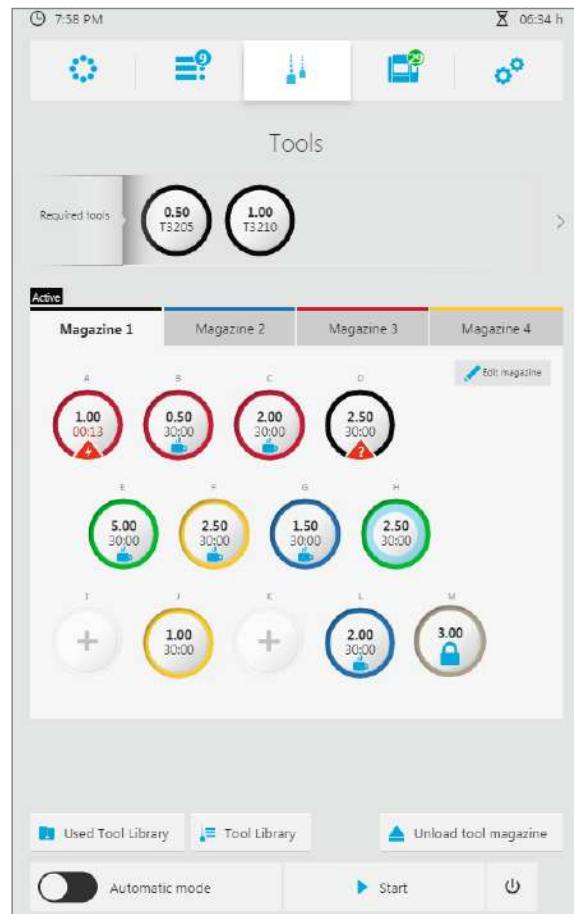 7:58 PM
06:34 h
9
29
Tools
Required tools
0.50
T3205
1.00
T3210
Active
Magazine 1
Magazine 2
Magazine 3
Magazine 4
Edit magazine
A
B
C
D
1.00
00:13
0.50
30:00
2.00
30:00
2.50
30:00
?
E
F
G
H
5.00
30:00
2.50
30:00
1.50
30:00
2.50
30:00
I
J
K
L
M
1.00
30:00
2.00
30:00
3.00
Used Tool Library
Tool Library
Unload tool magazine
Automatic mode
Start